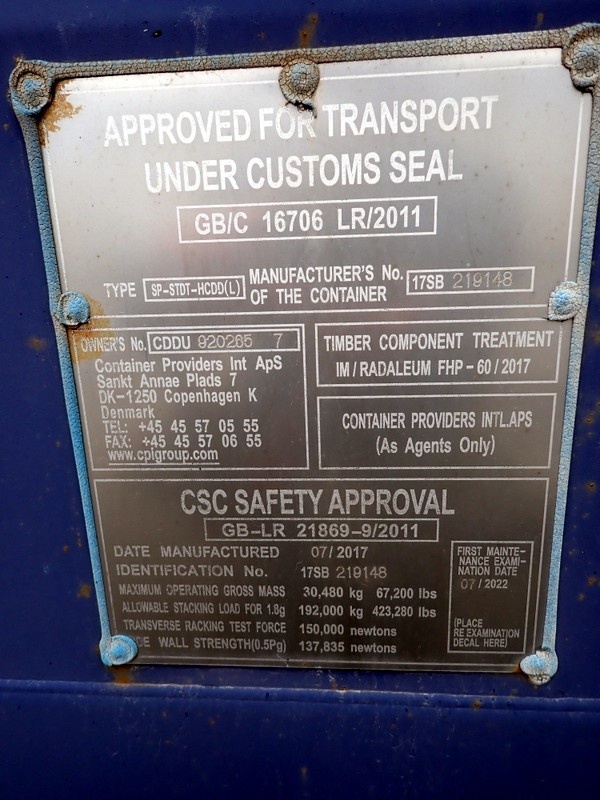 APPROVED FOR TRANSPORT
UNDER CUSTOMS SEAL
GB/C 16706 LR/2011
TYPE SP-STDT-HCDD(L) MANUFACTURER'S No. OF THE CONTAINER 17SB 219148
OWNER'S No. CDDU 920265 7
Container Providers Int ApS
Sankt Annae Plads 7
DK-1250 Copenhagen K
Denmark
TEL: +45 45 57 05 55
FAX: +45 45 57 06 55
www.cpigroup.com
TIMBER COMPONENT TREATMENT
IM/RADALEUM FHP-60/2017
CONTAINER PROVIDERS INTL.APS
(As Agents Only)
CSC SAFETY APPROVAL
GB-LR 21869-9/2011
DATE MANUFACTURED 07/2017
IDENTIFICATION No. 17SB 219148
MAXIMUM OPERATING GROSS MASS 30,480 kg 67,200 lbs
ALLOWABLE STACKING LOAD FOR 1.8g 192,000 kg 423,280 lbs
TRANSVERSE RACKING TEST FORCE 150,000 newtons
WALL STRENGTH(0.5Pg) 137,835 newtons
FIRST MAINTE-
NANCE EXAMI-
NATION DATE
07/2022
(PLACE
RE EXAMINATION
DECAL HERE)